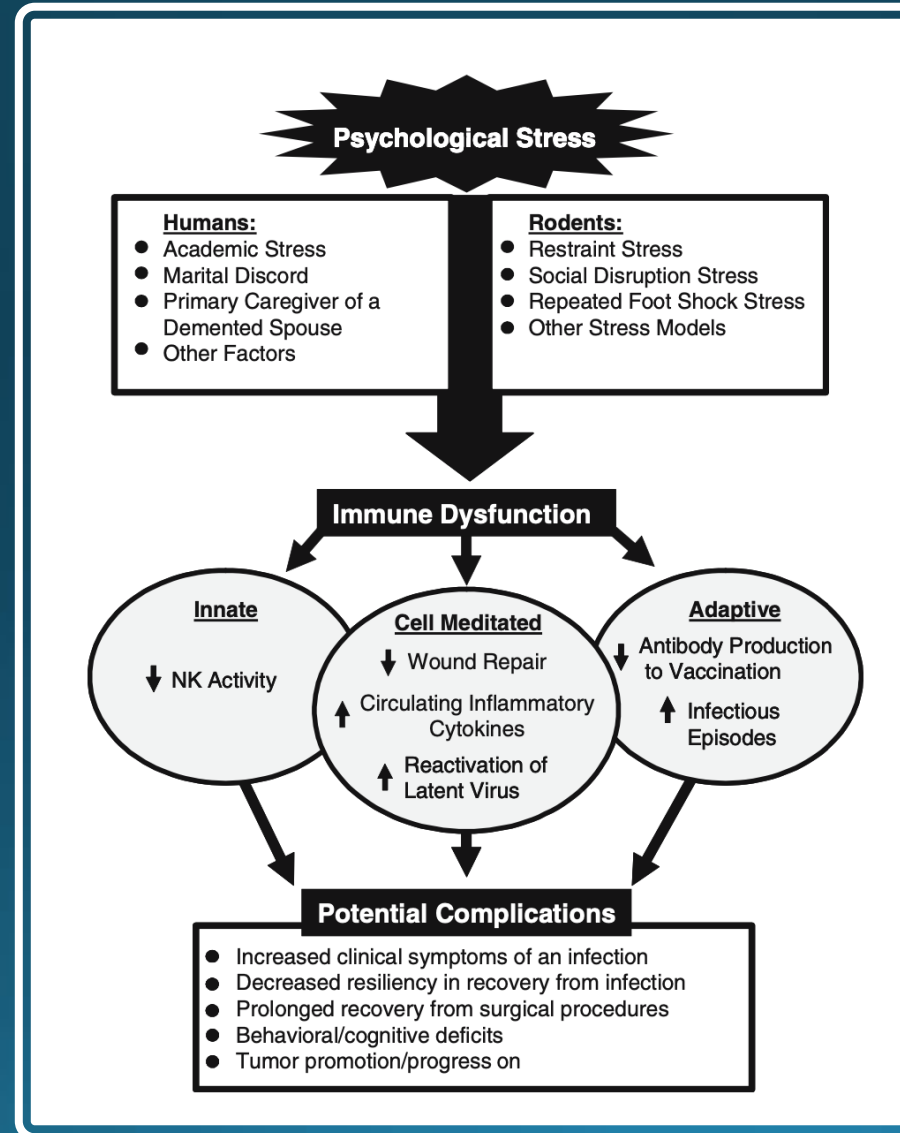 Psychological Stress
Humans:
● Academic Stress
● Marital Discord
● Primary Caregiver of a
Demented Spouse
● Other Factors
Rodents:
● Restraint Stress
● Social Disruption Stress
● Repeated Foot Shock Stress
● Other Stress Models
Immune Dysfunction
Innate
NK Activity
Cell Meditated
Wound Repair
Circulating Inflammatory
Cytokines
Reactivation of
Latent Virus
Adaptive
Antibody Production
to Vaccination
Infectious
Episodes
Potential Complications
● Increased clinical symptoms of an infection
● Decreased resiliency in recovery from infection
● Prolonged recovery from surgical procedures
● Behavioral/cognitive deficits
● Tumor promotion/progress on